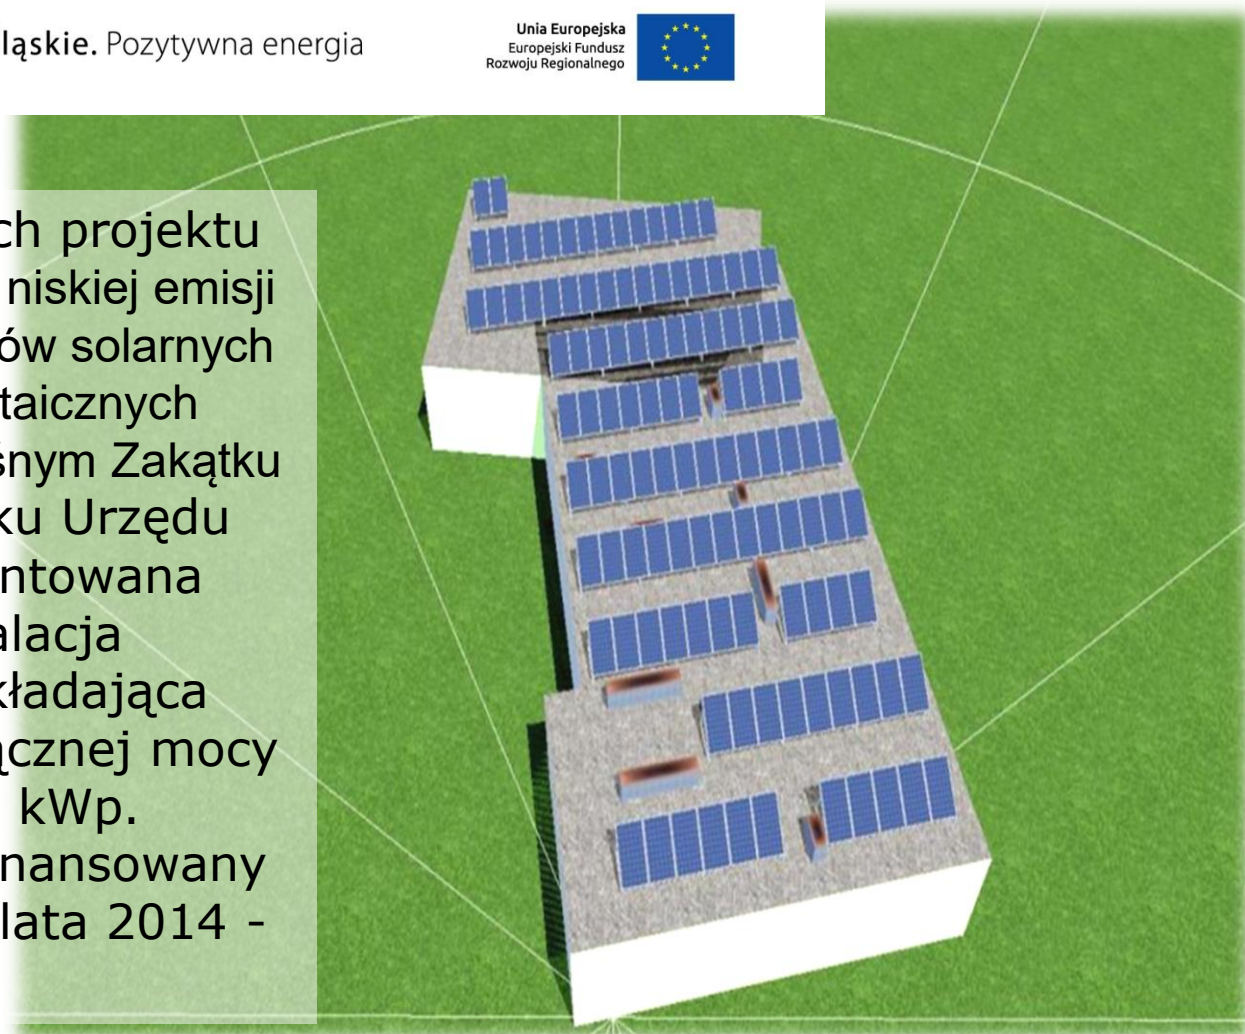 ląskie. Pozytywna energia
Unia Europejska
Europejski Fundusz
Rozwoju Regionalnego
ch projektu
niskiej emisji
ów solarnych
taicznych
śnym Zakątku
ku Urzędu
ntowana
alacja
kładająca
ącznej mocy
kWp.
nansowany
lata 2014 -